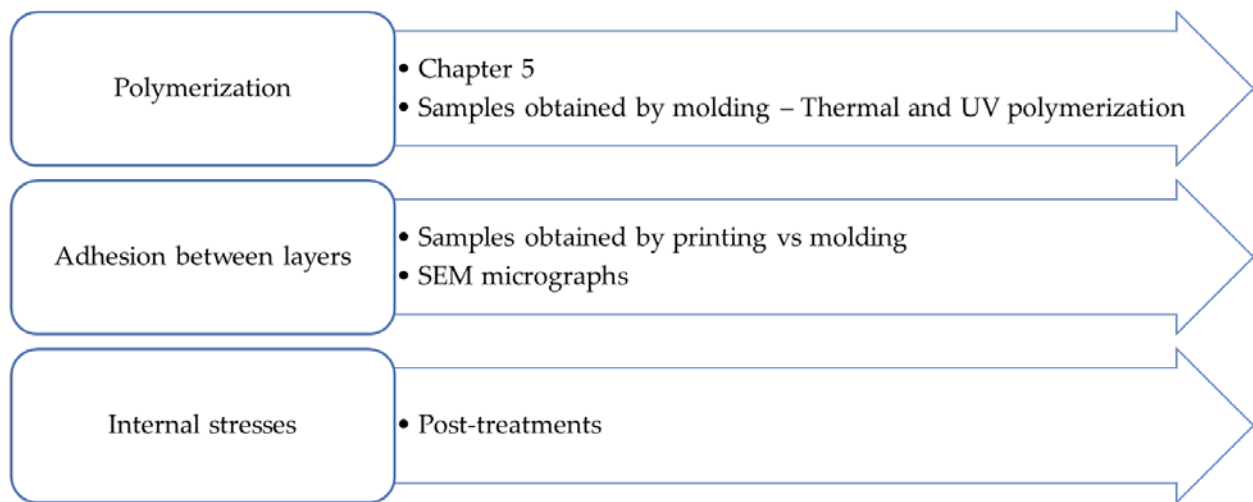 Polymerization
• Chapter 5
• Samples obtained by molding – Thermal and UV polymerization
Adhesion between layers
• Samples obtained by printing vs molding
• SEM micrographs
Internal stresses
• Post-treatments